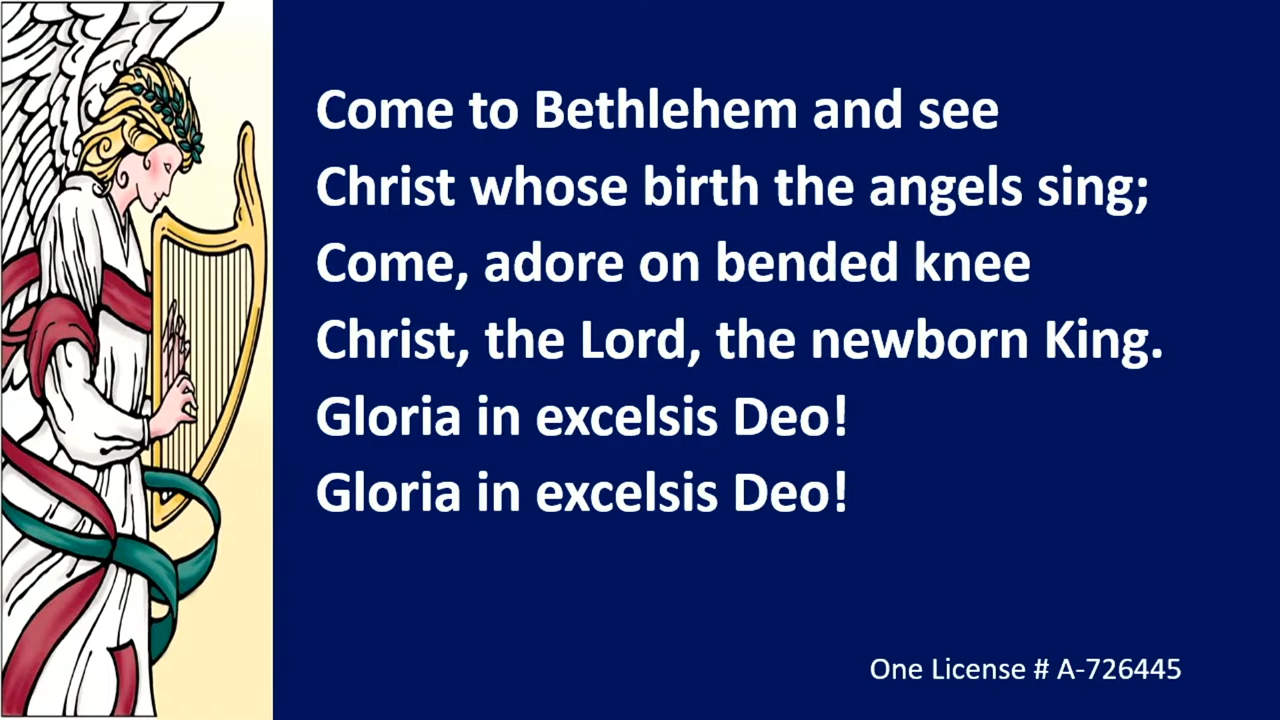 Come to Bethlehem and see
Christ whose birth the angels sing;
Come, adore on bended knee
Christ, the Lord, the newborn King.
Gloria in excelsis Deo!
Gloria in excelsis Deo!
One License # A-726445